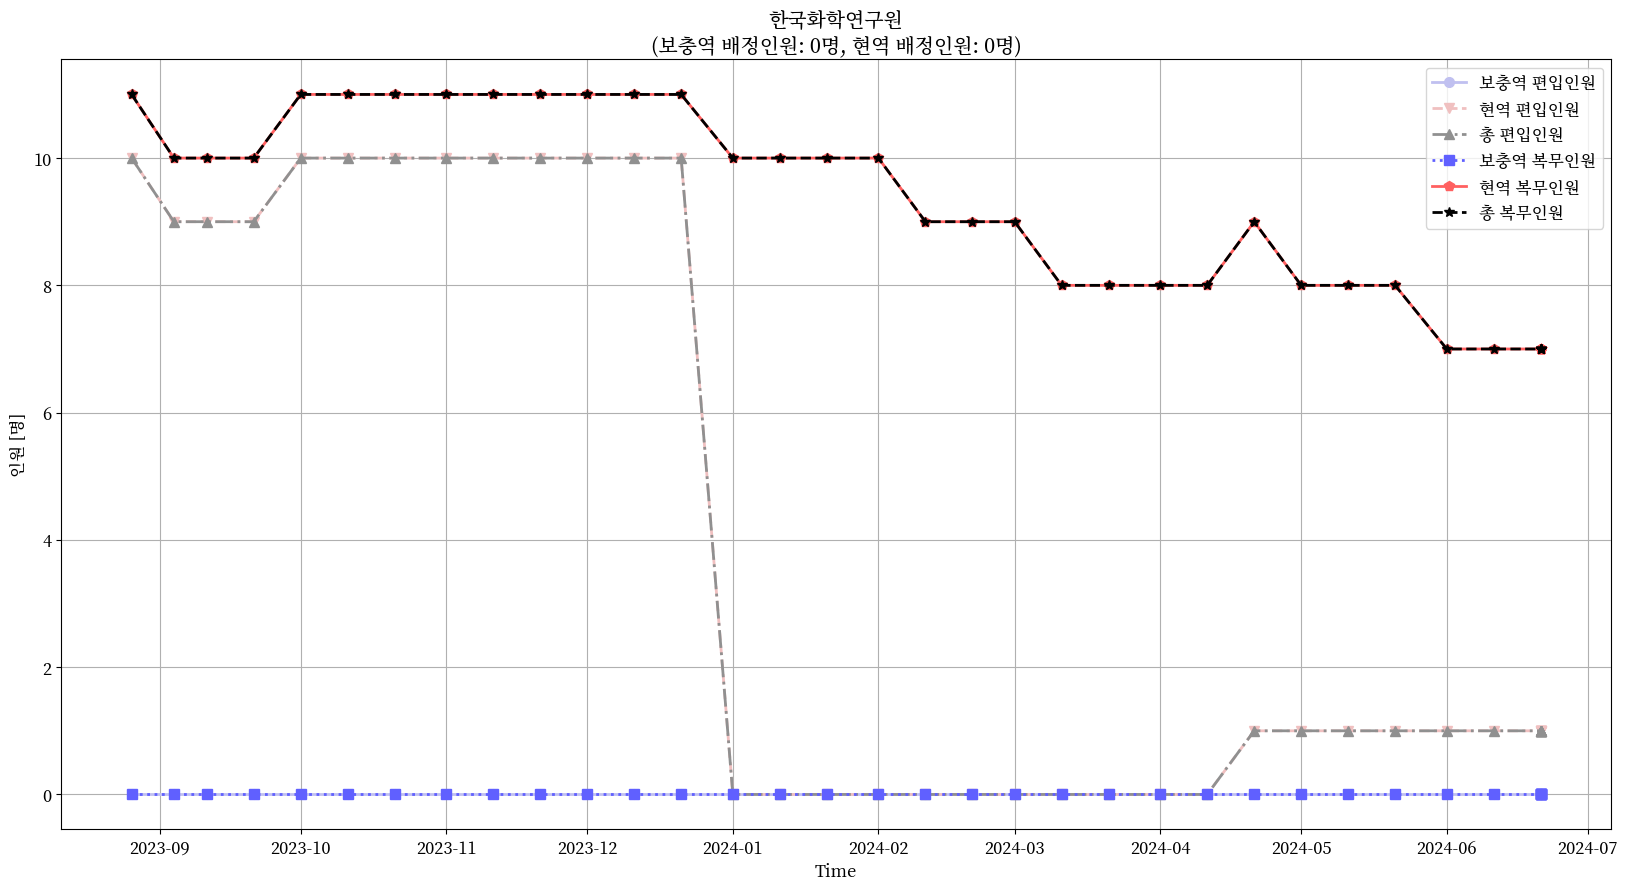 한국화학연구원
(보충역 배정인원: 0명, 현역 배정인원: 0명)
보충역 편입인원
현역 편입인원
총 편입인원
보충역 복무인원
현역 복무인원
총 복무인원
인원 [명]
10
8
6
4
2
0
2023-09
2023-10
2023-11
2023-12
2024-01
2024-02
2024-03
2024-04
2024-05
2024-06
2024-07
Time